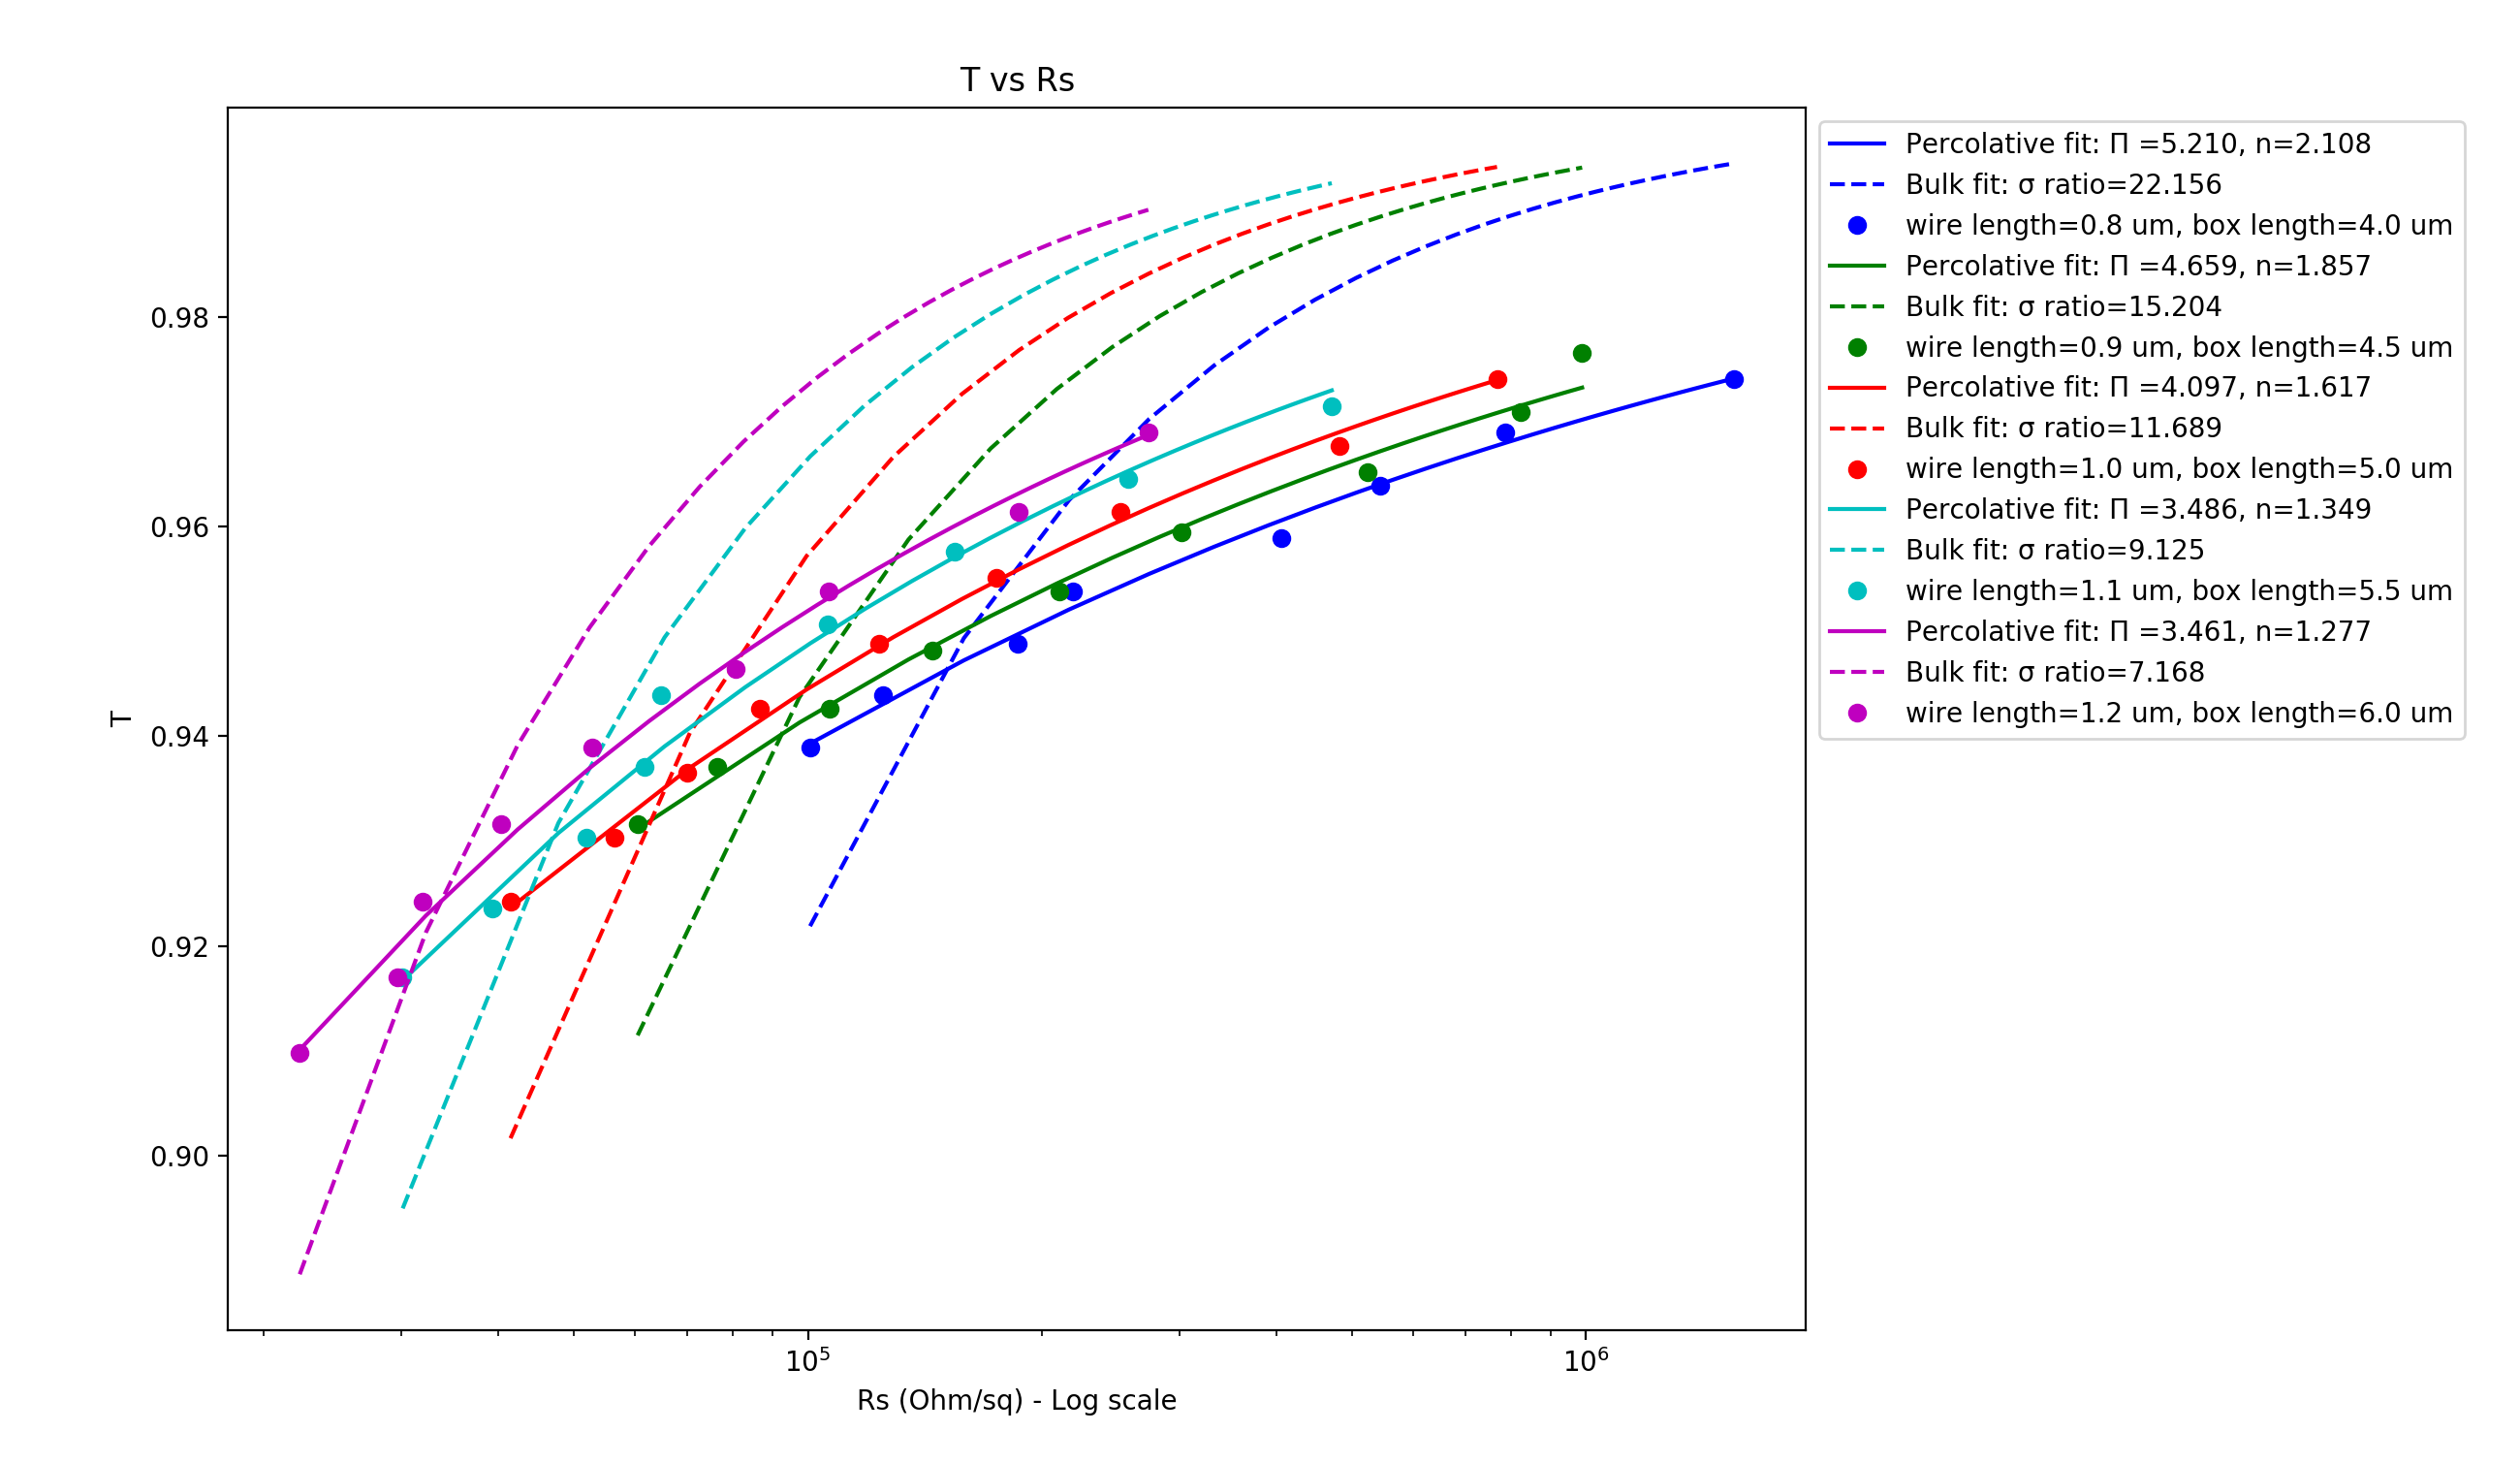 T vs Rs
Percolative fit: Π =5.210, n=2.108
Bulk fit: σ ratio=22.156
wire length=0.8 um, box length=4.0 um
Percolative fit: Π =4.659, n=1.857
Bulk fit: σ ratio=15.204
wire length=0.9 um, box length=4.5 um
Percolative fit: Π =4.097, n=1.617
Bulk fit: σ ratio=11.689
wire length=1.0 um, box length=5.0 um
Percolative fit: Π =3.486, n=1.349
Bulk fit: σ ratio=9.125
wire length=1.1 um, box length=5.5 um
Percolative fit: Π =3.461, n=1.277
Bulk fit: σ ratio=7.168
wire length=1.2 um, box length=6.0 um
0.98
0.96
0.94
0.92
0.90
T
10⁵
10⁶
Rs (Ohm/sq) - Log scale